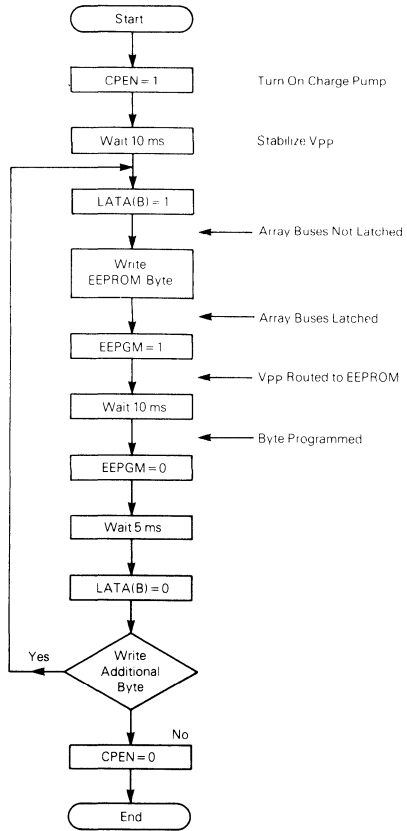 Start
CPEN = 1
Turn On Charge Pump
Wait 10 ms
Stabilize Vpp
LATA(B) = 1
Array Buses Not Latched
Write
EEPROM Byte
Array Buses Latched
EEPGM = 1
Vpp Routed to EEPROM
Wait 10 ms
Byte Programmed
EEPGM = 0
Wait 5 ms
LATA(B) = 0
Yes
Write
Additional
Byte
No
CPEN = 0
End